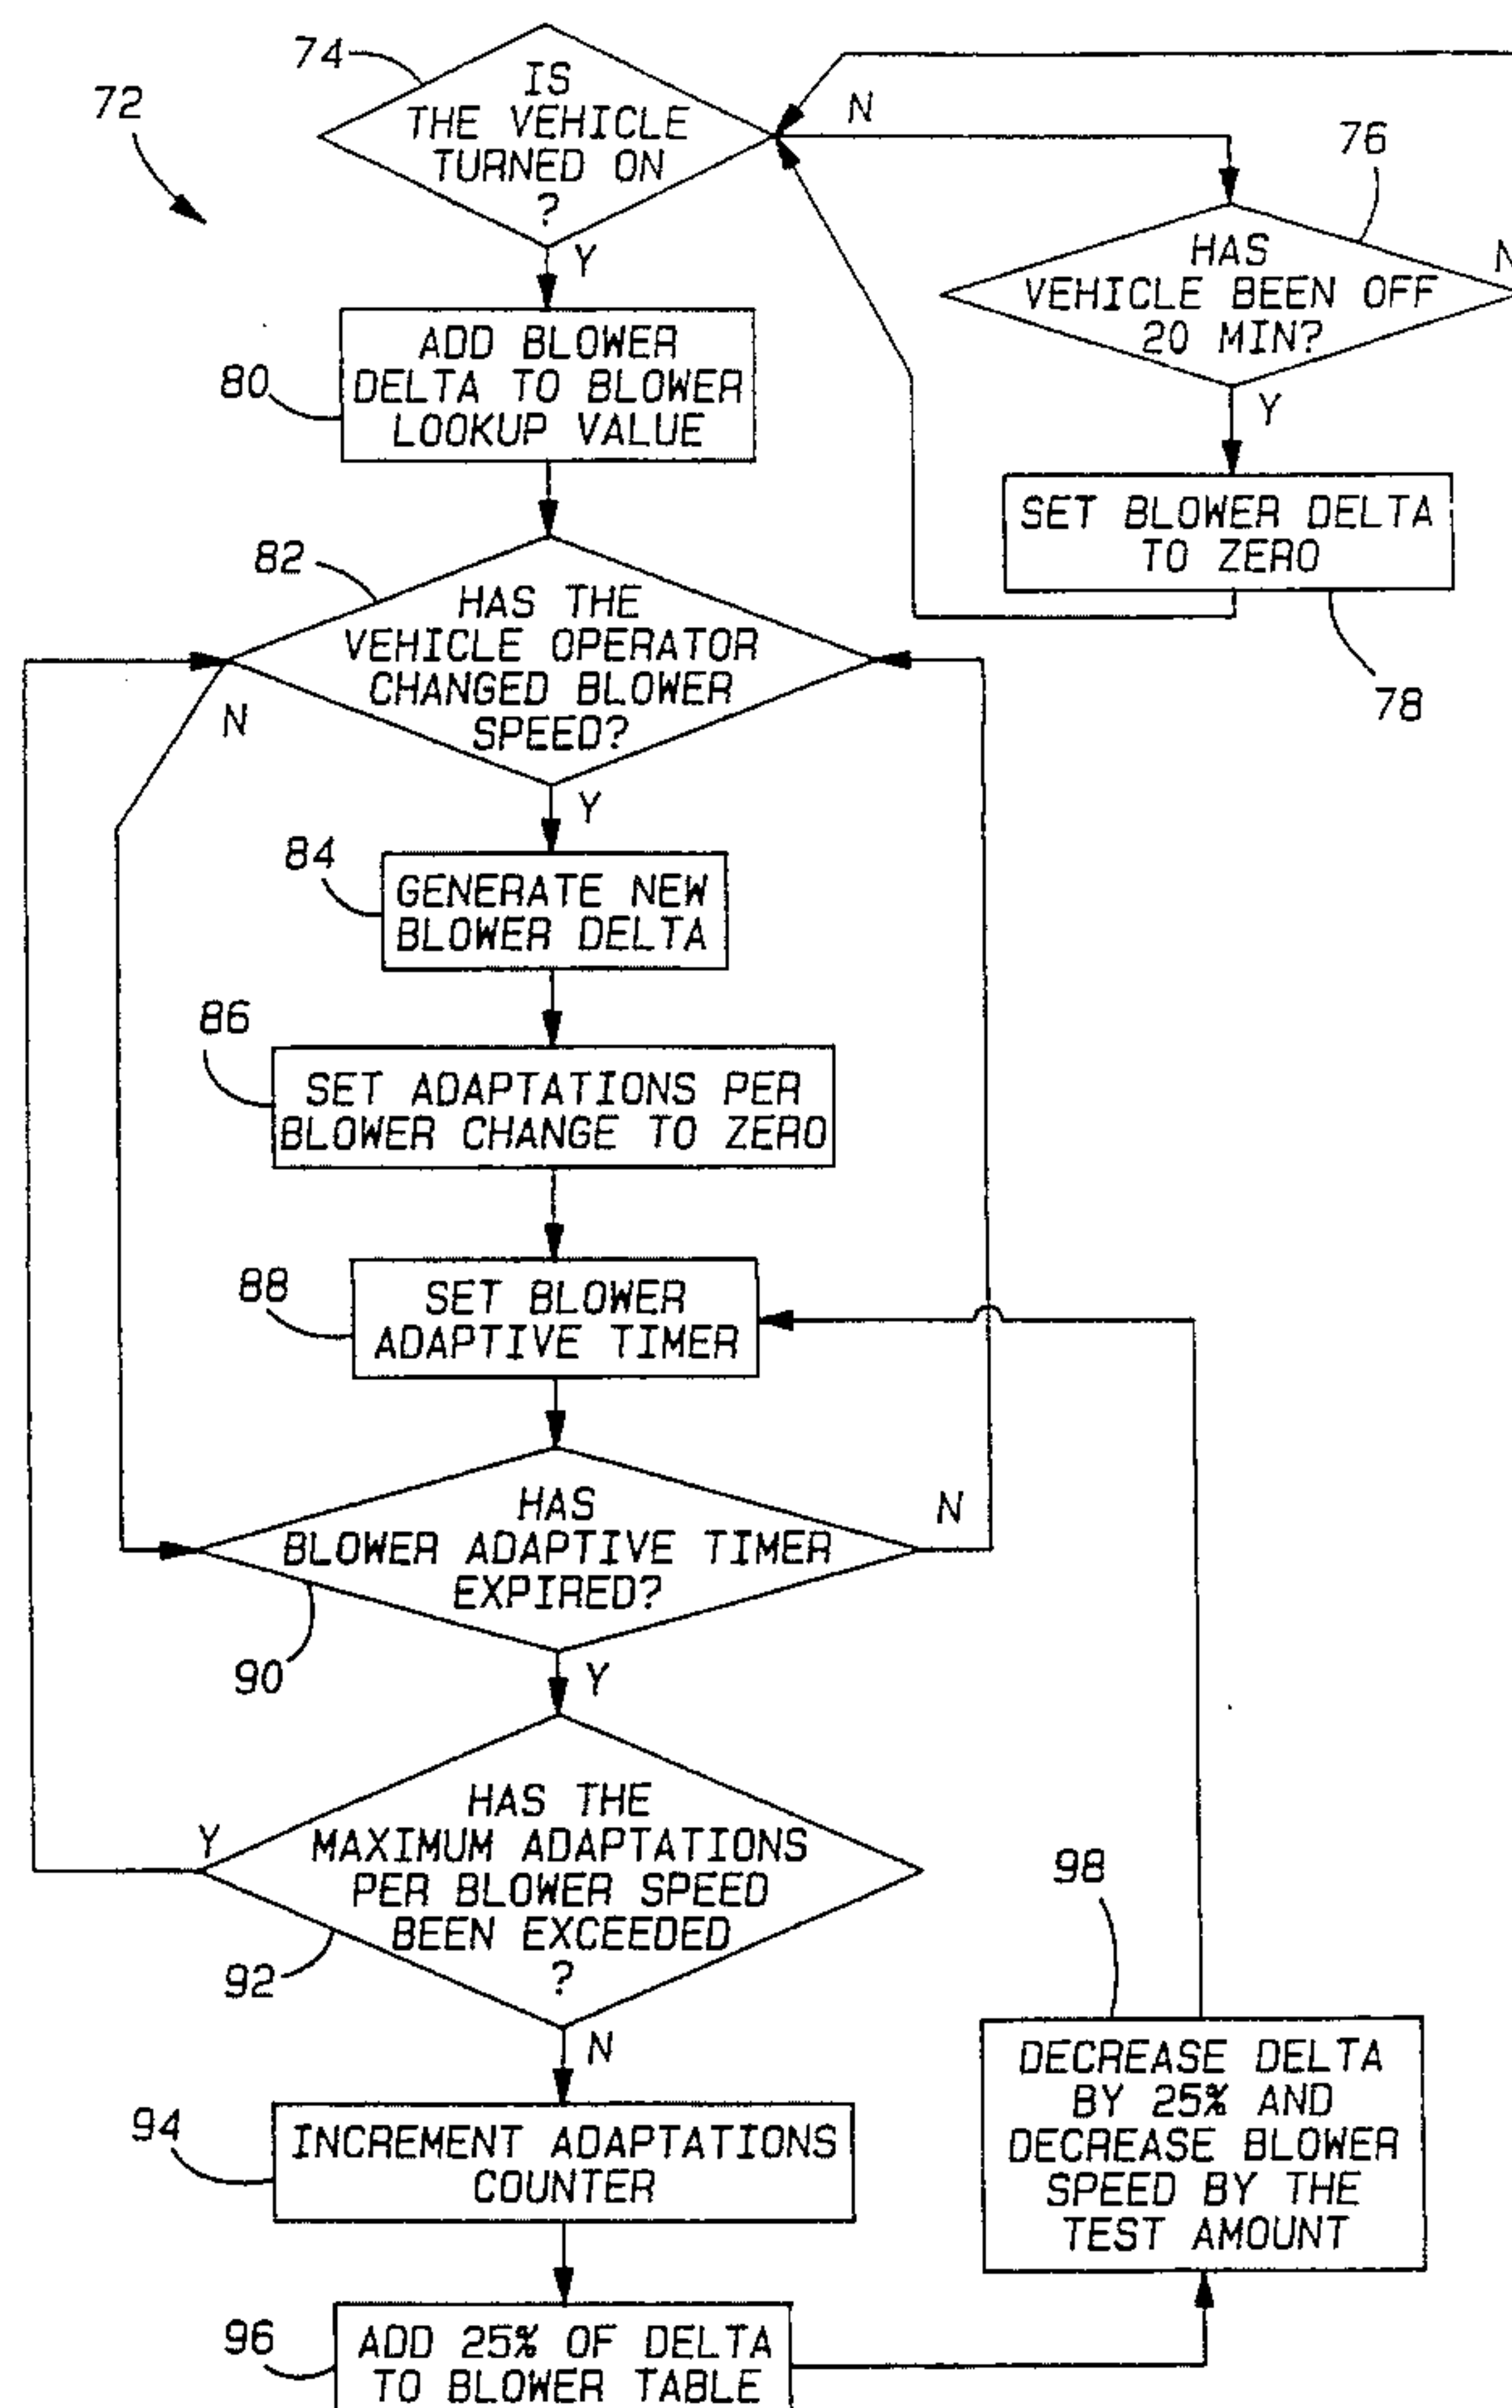 72
74
IS
THE VEHICLE
TURNED ON
?
N
Y
76
HAS
VEHICLE BEEN OFF
20 MIN?
N
Y
SET BLOWER DELTA
TO ZERO
78
80
ADD BLOWER
DELTA TO BLOWER
LOOKUP VALUE
82
HAS THE
VEHICLE OPERATOR
CHANGED BLOWER
SPEED?
N
Y
84
GENERATE NEW
BLOWER DELTA
86
SET ADAPTATIONS PER
BLOWER CHANGE TO ZERO
88
SET BLOWER
ADAPTIVE TIMER
HAS
BLOWER ADAPTIVE TIMER
EXPIRED?
N
90
Y
HAS THE
MAXIMUM ADAPTATIONS
PER BLOWER SPEED
BEEN EXCEEDED
?
Y
92
N
94
INCREMENT ADAPTATIONS
COUNTER
96
ADD 25% OF DELTA
TO BLOWER TABLE
98
DECREASE DELTA
BY 25% AND
DECREASE BLOWER
SPEED BY THE
TEST AMOUNT